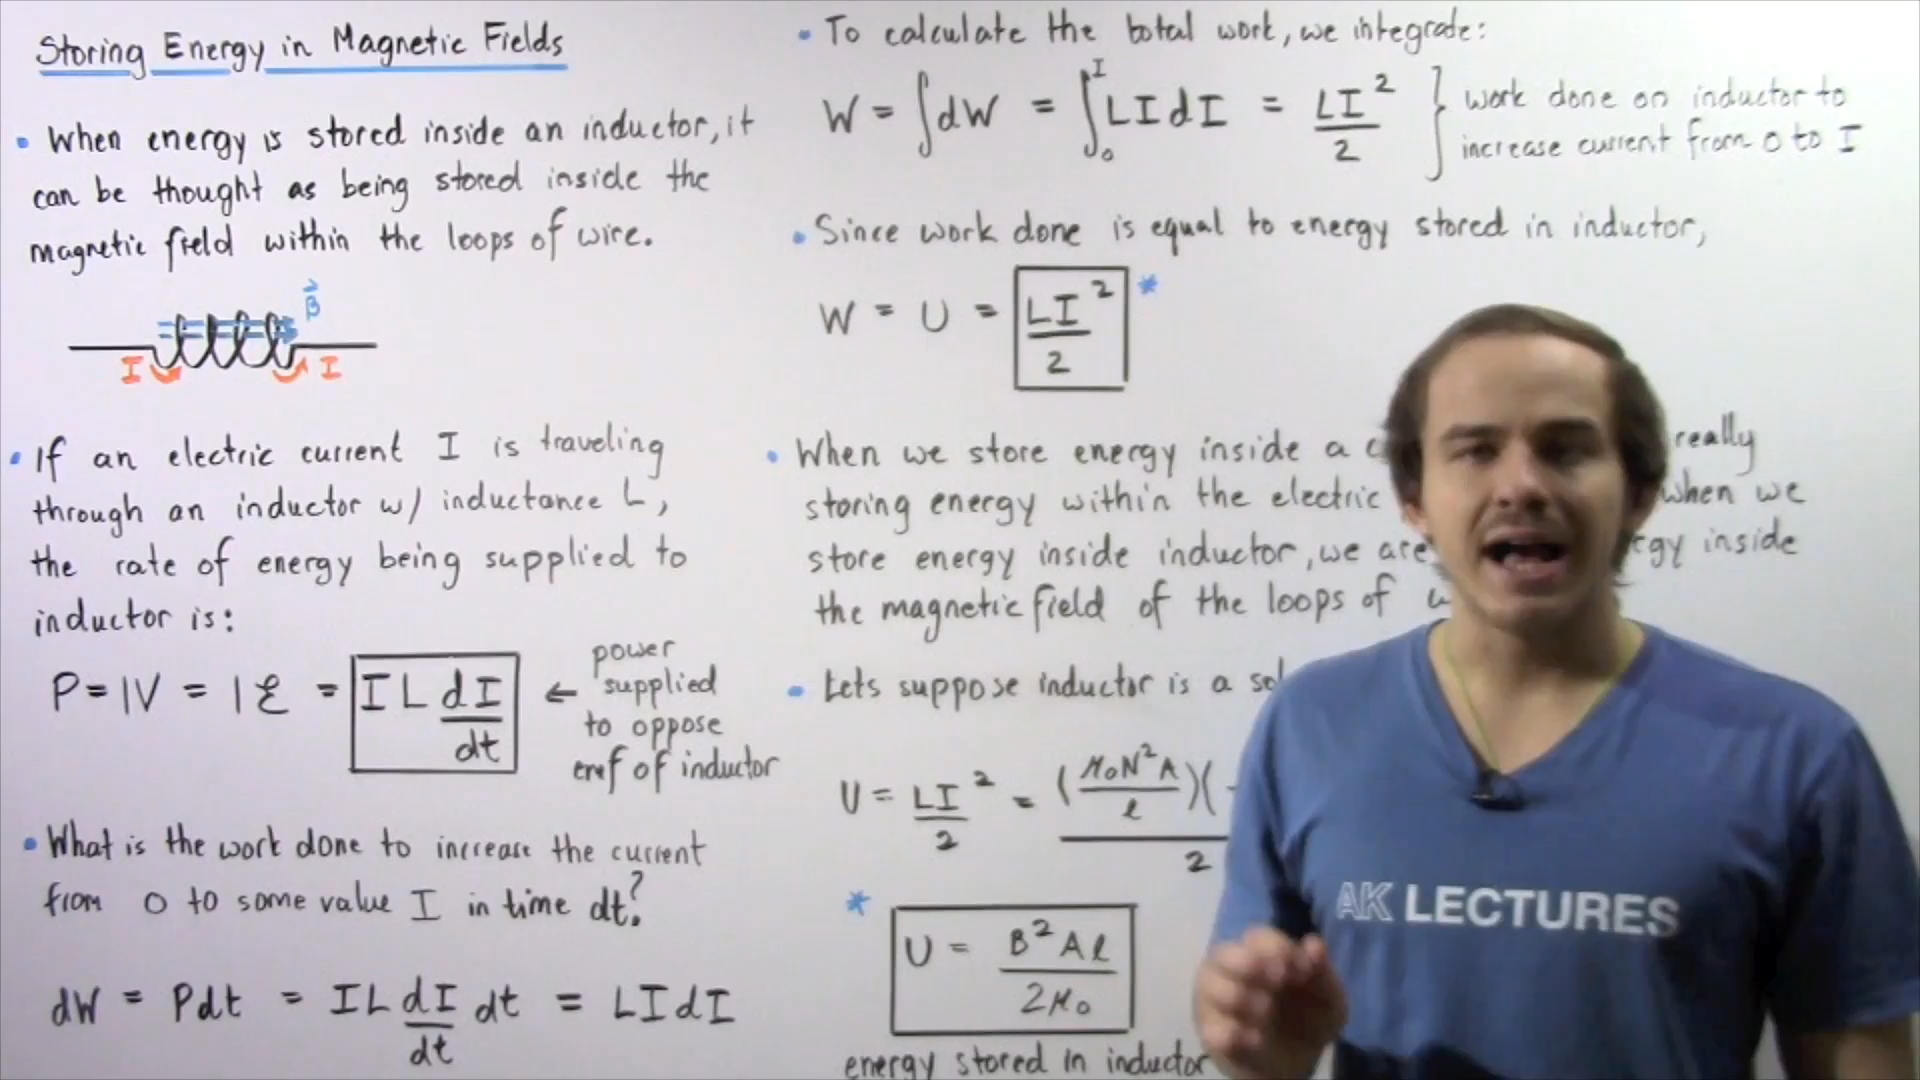 Storing Energy in Magnetic Fields
• When energy is stored inside an inductor, it
can be thought as being stored inside the
magnetic field within the loops of wire.
B⃗
I I
• If an electric current I is traveling
through an inductor w/ inductance L,
the rate of energy being supplied to
inductor is:
P = IV = Iℰ = I L dI/dt ← power supplied to oppose emf of inductor
• What is the work done to increase the current
from 0 to some value I in time dt?
dW = Pdt = IL dI/dt dt = LIdI
• To calculate the total work, we integrate:
W = ∫dW = ∫₀ᴵ LIdI = LI²/2 } work done on inductor to
increase current from 0 to I
• Since work done is equal to energy stored in inductor,
W = U = LI²/2 *
• When we store energy inside a really
storing energy within the electric when we
store energy inside inductor, we are inside
the magnetic field of the loops of
• Lets suppose inductor is a
U = LI²/2 = (μ₀N²A/l)( /2
* U = B²Al/2μ₀
energy stored in inductor
AK LECTURES